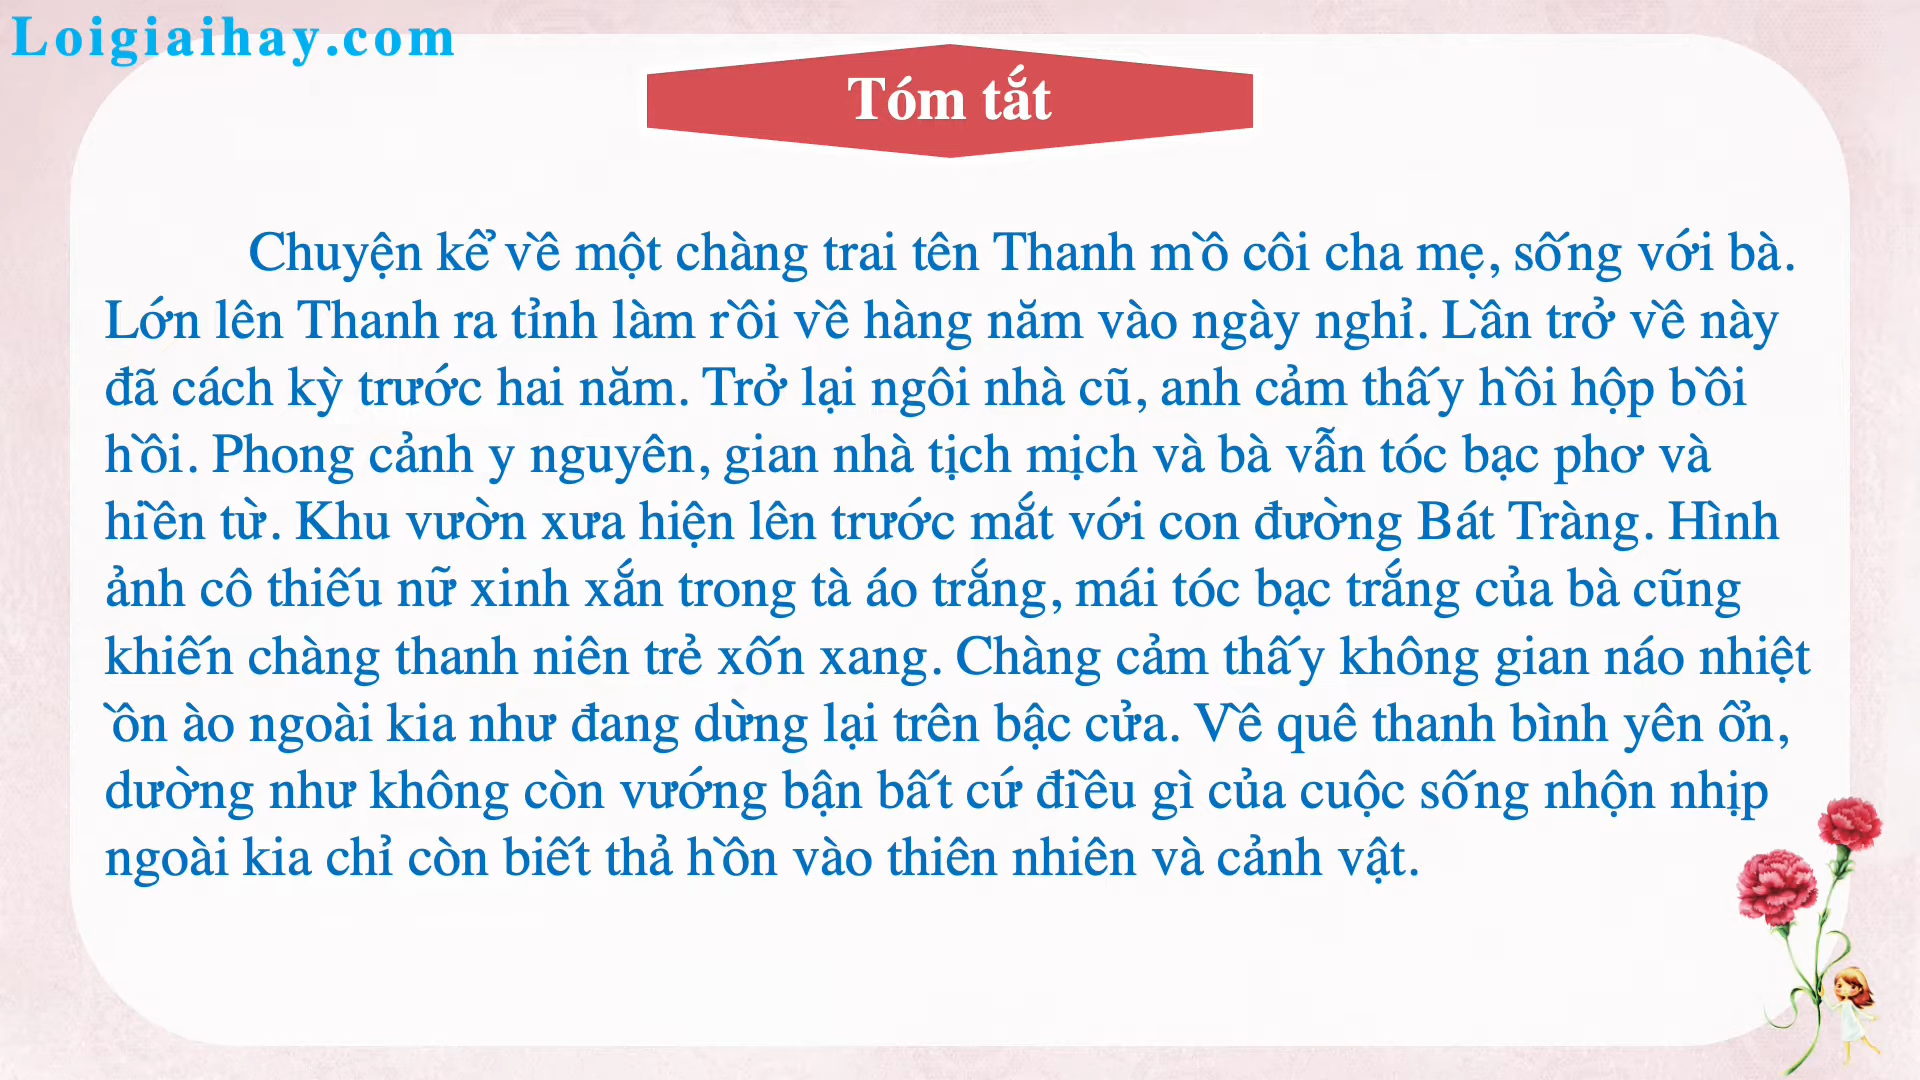 Loigiaihay.com
Tóm tắt
Chuyện kể về một chàng trai tên Thanh mồ côi cha mẹ, sống với bà.
Lớn lên Thanh ra tỉnh làm rồi về hàng năm vào ngày nghỉ. Lần trở về này
đã cách kỳ trước hai năm. Trở lại ngôi nhà cũ, anh cảm thấy hồi hộp bồi
hồi. Phong cảnh y nguyên, gian nhà tịch mịch và bà vẫn tóc bạc phơ và
hiền từ. Khu vườn xưa hiện lên trước mắt với con đường Bát Tràng. Hình
ảnh cô thiếu nữ xinh xắn trong tà áo trắng, mái tóc bạc trắng của bà cũng
khiến chàng thanh niên trẻ xốn xang. Chàng cảm thấy không gian náo nhiệt
ồn ào ngoài kia như đang dừng lại trên bậc cửa. Về quê thanh bình yên ổn,
dường như không còn vướng bận bất cứ điều gì của cuộc sống nhộn nhịp
ngoài kia chỉ còn biết thả hồn vào thiên nhiên và cảnh vật.